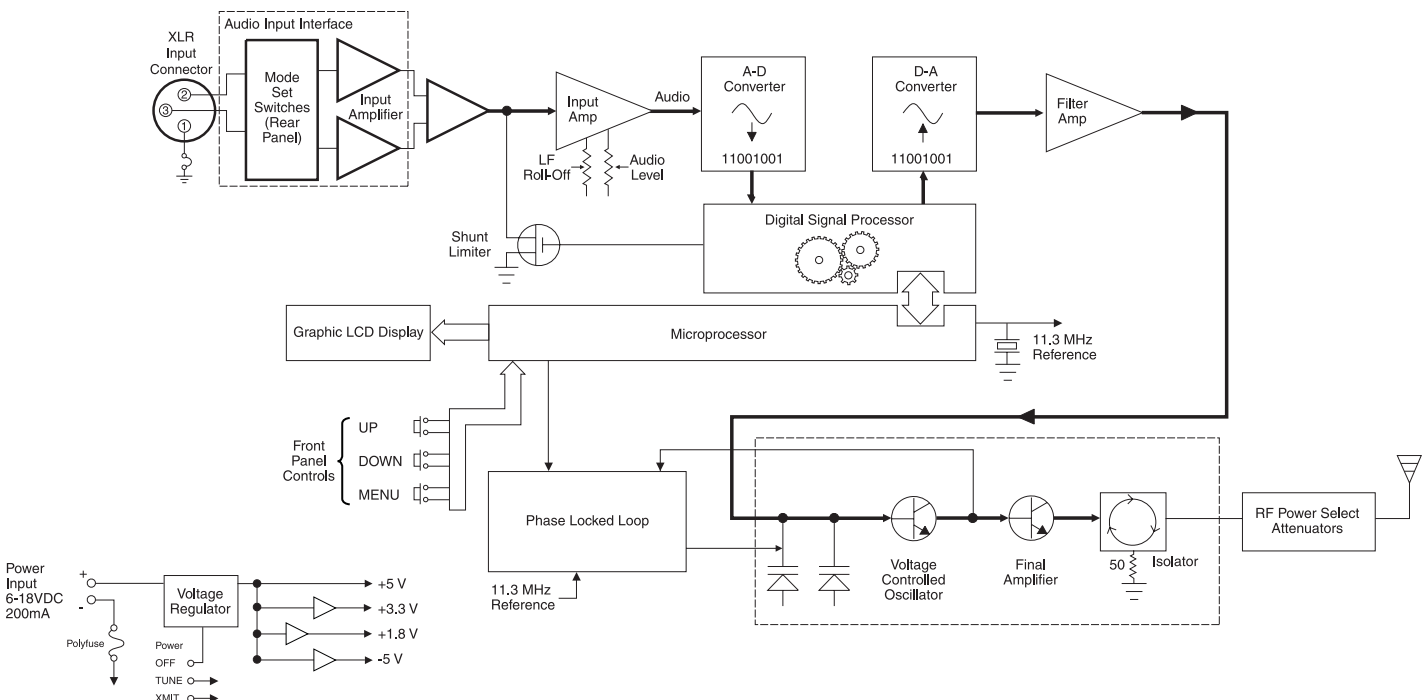 Audio Input Interface
XLR
Input
Connector
2
3
1
Mode
Set
Switches
(Rear
Panel)
Input
Amplifier
Input
Amp
LF
Roll-Off
Audio
Level
Audio
A-D
Converter
11001001
D-A
Converter
11001001
Filter
Amp
Shunt
Limiter
Digital Signal Processor
Graphic LCD Display
Microprocessor
11.3 MHz
Reference
Front
Panel
Controls
UP
DOWN
MENU
Phase Locked Loop
11.3 MHz
Reference
Voltage
Controlled
Oscillator
Final
Amplifier
50
Isolator
RF Power Select
Attenuators
Power
Input
6-18VDC
200mA
+
-
Polyfuse
Voltage
Regulator
Power
OFF
TUNE
XMIT
+5 V
+3.3 V
+1.8 V
-5 V